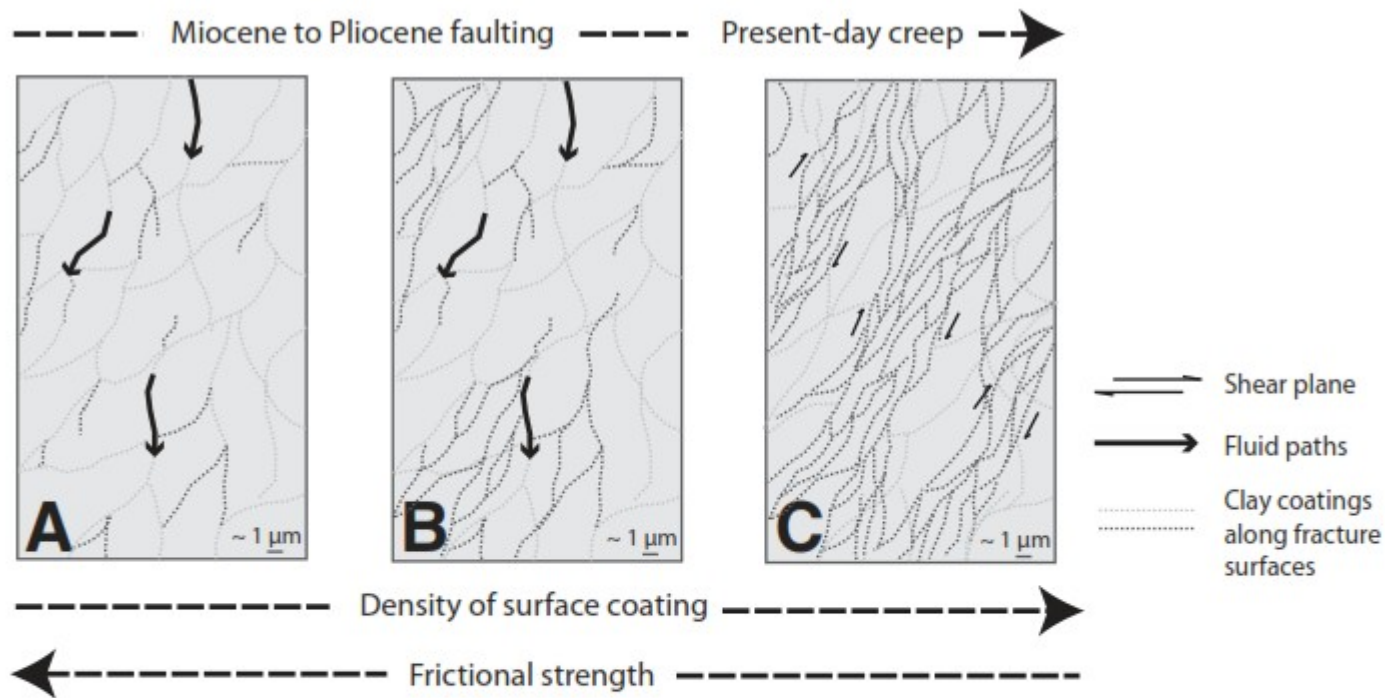 Miocene to Pliocene faulting
Present-day creep
A
~ 1 µm
B
~ 1 µm
C
~ 1 µm
Shear plane
Fluid paths
Clay coatings
along fracture
surfaces
Density of surface coating
Frictional strength